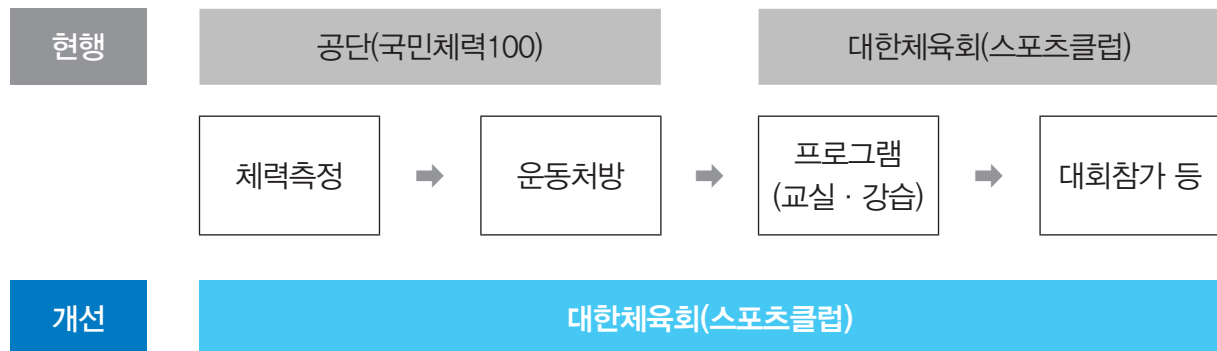 현행
공단(국민체력100)
대한체육회(스포츠클럽)
체력측정
운동처방
프로그램
(교실 · 강습)
대회참가 등
개선
대한체육회(스포츠클럽)